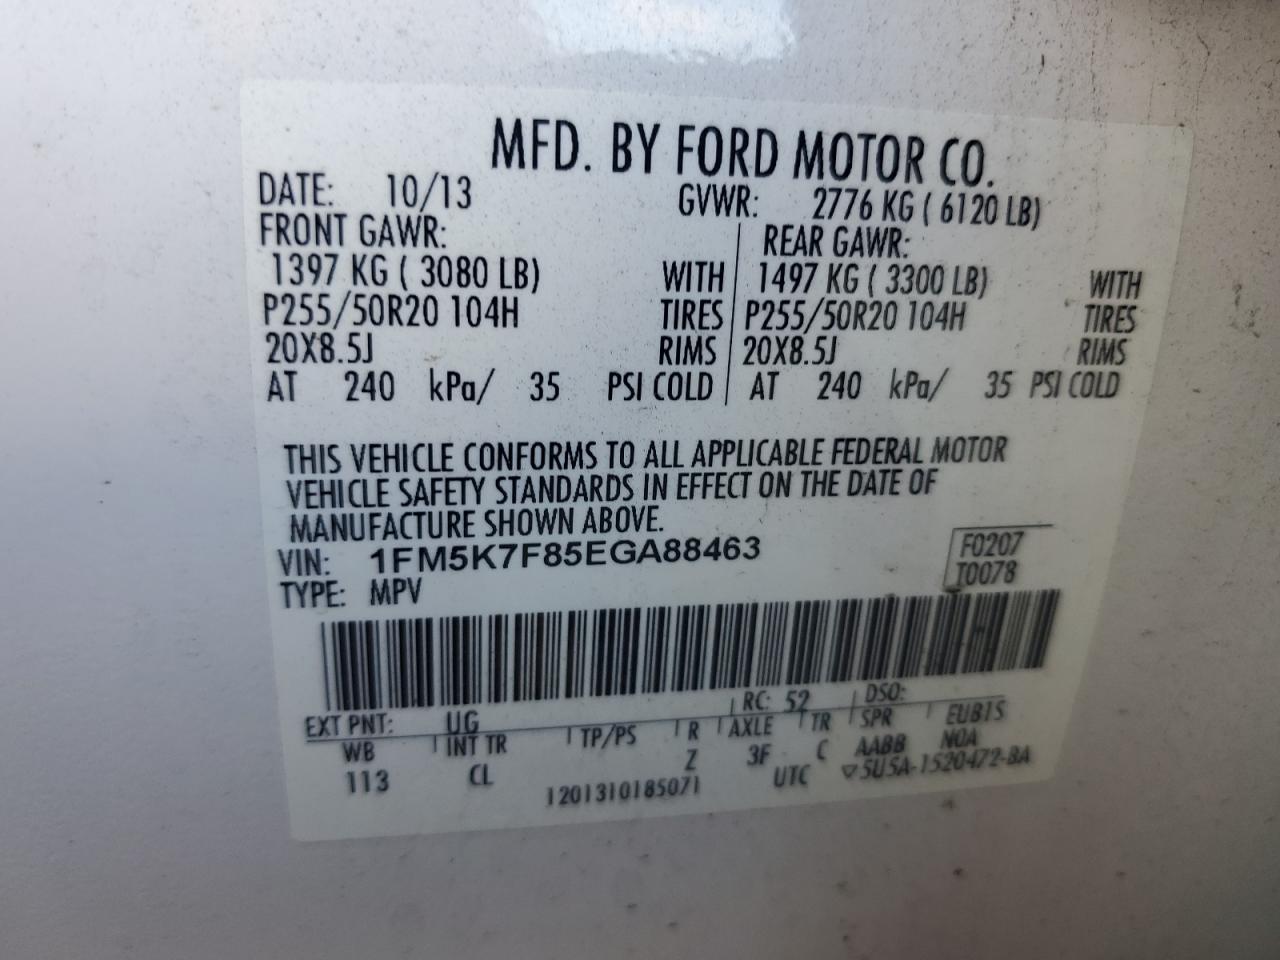 MFD. BY FORD MOTOR CO.
DATE: 10/13 GVWR: 2776 KG ( 6120 LB)
FRONT GAWR: REAR GAWR:
1397 KG ( 3080 LB) WITH 1497 KG ( 3300 LB) WITH
P255/50R20 104H TIRES P255/50R20 104H TIRES
20X8.5J RIMS 20X8.5J RIMS
AT 240 kPa/ 35 PSI COLD AT 240 kPa/ 35 PSI COLD
THIS VEHICLE CONFORMS TO ALL APPLICABLE FEDERAL MOTOR
VEHICLE SAFETY STANDARDS IN EFFECT ON THE DATE OF
MANUFACTURE SHOWN ABOVE.
VIN: 1FM5K7F85EGA88463 F0207
TYPE: MPV T0078
EXT PNT: UG RC: 52 DSO:
WB INT TR TP/PS R AXLE TR SPR EUB1S
113 CL Z 3F C AABB NOA
1201310185071 UTC ▽5U5A-1520472-BA